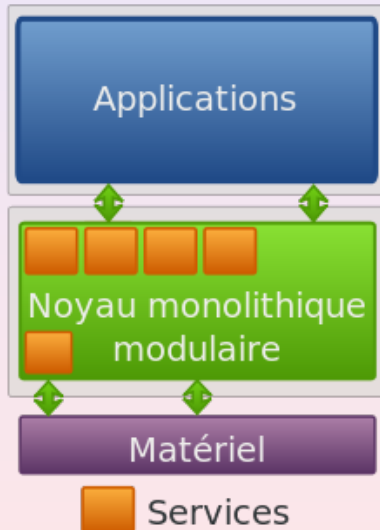 Applications
Noyau monolithique
modulaire
Matériel
Services